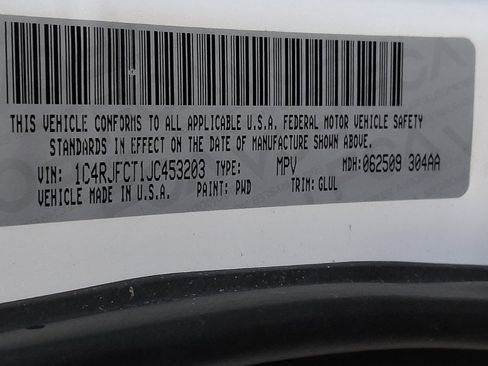 THIS VEHICLE CONFORMS TO ALL APPLICABLE U.S.A. FEDERAL MOTOR VEHICLE SAFETY
STANDARDS IN EFFECT ON THE DATE OF MANUFACTURE SHOWN ABOVE.
VIN: 1C4RJFCT1JC453203 TYPE: MPV MDH:062509 304AA
VEHICLE MADE IN U.S.A. PAINT: PWD TRIM: GLUL